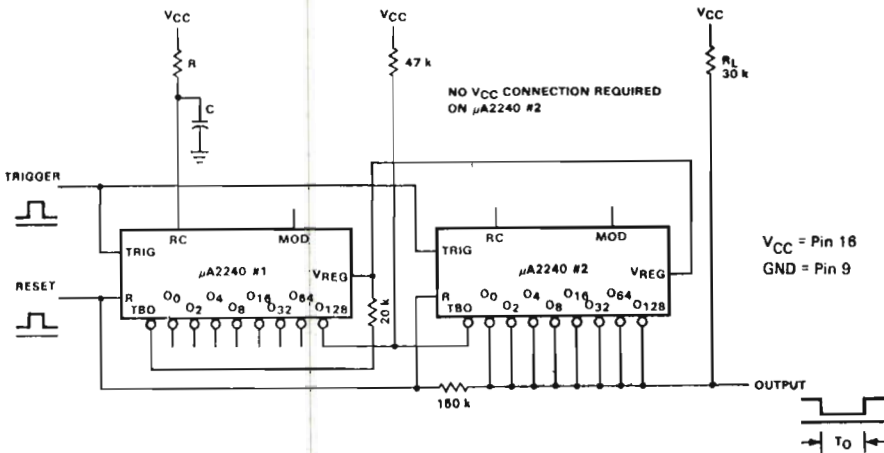 VCC
VCC
VCC
R
47 k
RL
30 k
C
NO VCC CONNECTION REQUIRED
ON µA2240 #2
TRIGGER
RC
MOD
TRIG
µA2240 #1
VREG
RESET
R
O0
O2
O4
O8
O16
O32
O64
O128
TBO
20 k
RC
MOD
TRIG
µA2240 #2
VREG
R
O0
O2
O4
O8
O16
O32
O64
O128
TBO
VCC = Pin 16
GND = Pin 9
160 k
OUTPUT
TO